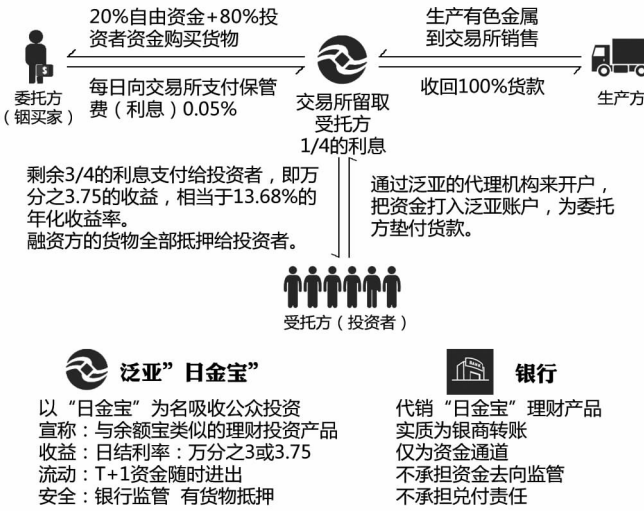 20%自由资金+80%投
资者资金购买货物
生产有色金属
到交易所销售
每日向交易所支付保管
费（利息）0.05%
收回100%货款
委托方
（铟买家）
交易所留取
受托方
1/4的利息
生产方
剩余3/4的利息支付给投资者，即万
分之3.75的收益，相当于13.68%的
年化收益率。
融资方的货物全部抵押给投资者。
通过泛亚的代理机构来开户，
把资金打入泛亚账户，为委托
方垫付货款。
受托方（投资者）
泛亚”日金宝”
以“日金宝”为名吸收公众投资
宣称：与余额宝类似的理财投资产品
收益：日结利率：万分之3或3.75
流动：T+1资金随时进出
安全：银行监管 有货物抵押
BANK
银行
代销“日金宝”理财产品
实质为银商转账
仅为资金通道
不承担资金去向监管
不承担兑付责任